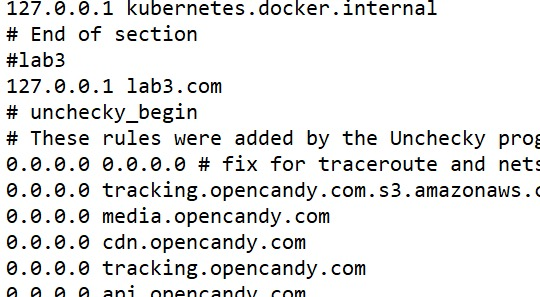 127.0.0.1 kubernetes.docker.internal
# End of section
#lab3
127.0.0.1 lab3.com
# unchecky_begin
# These rules were added by the Unchecky
0.0.0.0 0.0.0.0 # fix for traceroute and
0.0.0.0 tracking.opencandy.com.s3.amazonaws.
0.0.0.0 media.opencandy.com
0.0.0.0 cdn.opencandy.com
0.0.0.0 tracking.opencandy.com
0.0.0.0 api.opencandy.com